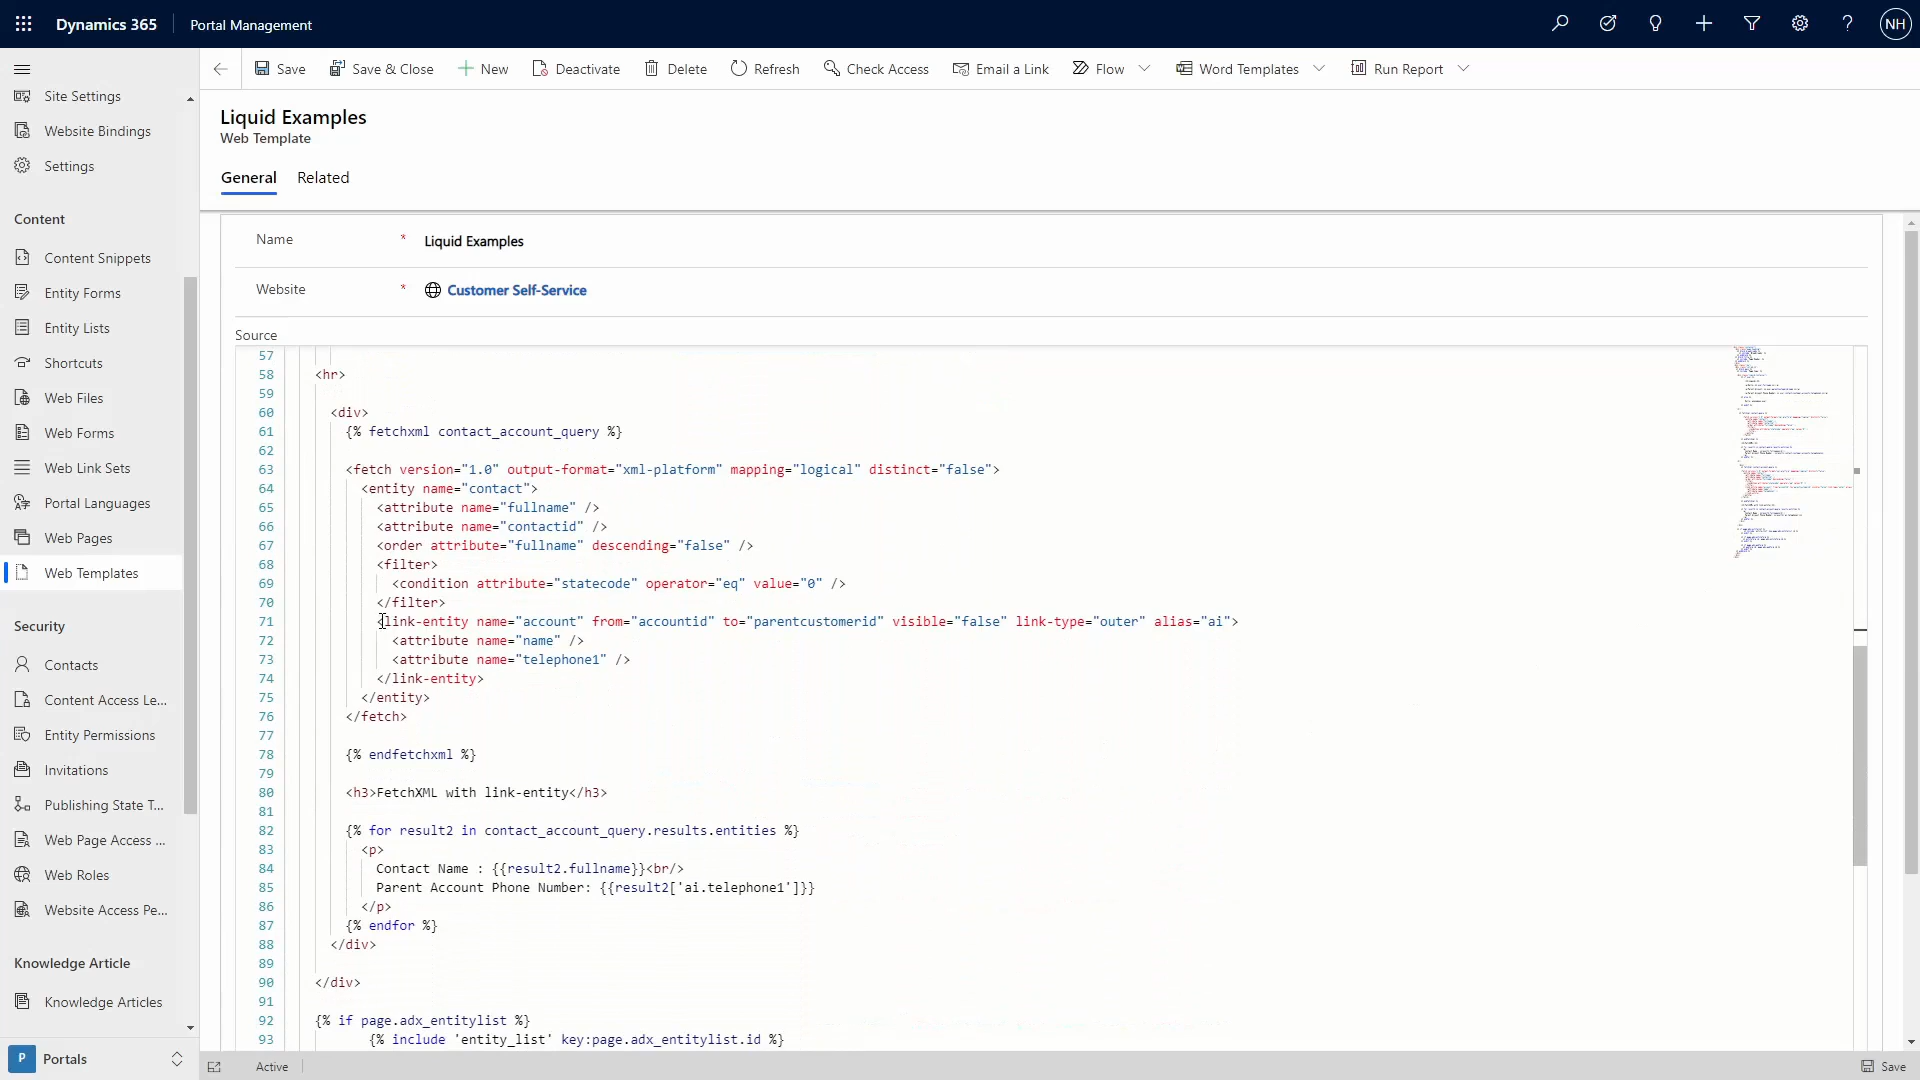 Dynamics 365
Portal Management
NH
Save
Save & Close
New
Deactivate
Delete
Refresh
Check Access
Email a Link
Flow
Word Templates
Run Report
Site Settings
Website Bindings
Settings
Content
Content Snippets
Entity Forms
Entity Lists
Shortcuts
Web Files
Web Forms
Web Link Sets
Portal Languages
Web Pages
Web Templates
Security
Contacts
Content Access Le...
Entity Permissions
Invitations
Publishing State T...
Web Page Access ...
Web Roles
Website Access Pe...
Knowledge Article
Knowledge Articles
P Portals
Liquid Examples
Web Template
General Related
Name * Liquid Examples
Website * Customer Self-Service
Source
57
58 <hr>
59
60 <div>
61 {% fetchxml contact_account_query %}
62
63 <fetch version="1.0" output-format="xml-platform" mapping="logical" distinct="false">
64 <entity name="contact">
65 <attribute name="fullname" />
66 <attribute name="contactid" />
67 <order attribute="fullname" descending="false" />
68 <filter>
69 <condition attribute="statecode" operator="eq" value="0" />
70 </filter>
71 <link-entity name="account" from="accountid" to="parentcustomerid" visible="false" link-type="outer" alias="ai">
72 <attribute name="name" />
73 <attribute name="telephone1" />
74 </link-entity>
75 </entity>
76 </fetch>
77
78 {% endfetchxml %}
79
80 <h3>FetchXML with link-entity</h3>
81
82 {% for result2 in contact_account_query.results.entities %}
83 <p>
84 Contact Name : {{result2.fullname}}<br/>
85 Parent Account Phone Number: {{result2['ai.telephone1']}}
86 </p>
87 {% endfor %}
88 </div>
89
90 </div>
91
92 {% if page.adx_entitylist %}
93 {% include 'entity_list' key:page.adx_entitylist.id %}
Active
Save